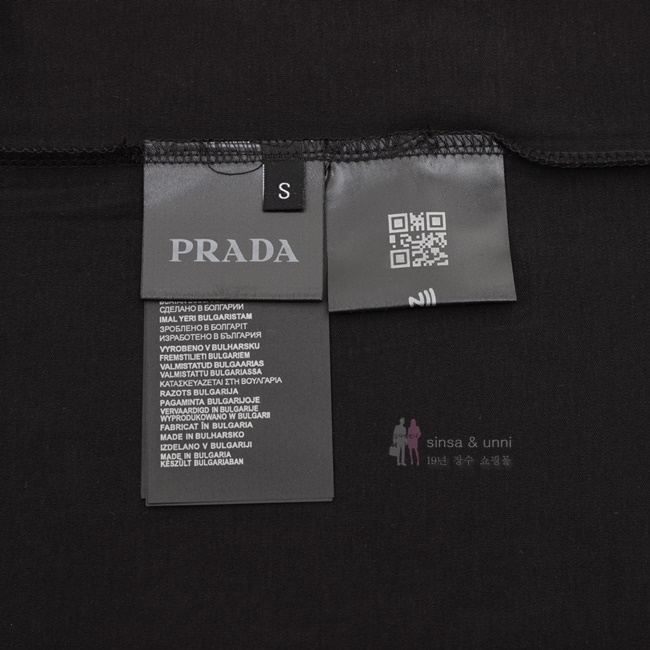 S
PRADA
СДЕЛАНО В БОЛГАРИИ
IMAL YERI BULGARISTAM
ЗРОБЛЕНО В БОЛГАРІТ
ИЗРАБОТЕНО В БЪЛГАРИЯ
VYROBENO V BULHARSKU
FREMSTILIETI BULGARIEM
VALMISTATUD BULGAARIAS
VALMISTATTU BULGARIASSA
ΚΑΤΑΣΚΕΥΑΖΕΤΑΙ ΣΤΗ ΒΟΥΛΓΑΡΙΑ
RAZOTS BULGARIJA
PAGAMINTA BULGARIJOJE
VERVAARDIGD IN BULGARIJE
WYPRODUKOWANO W BULGARII
FABRICAT ÎN BULGARIA
MADE IN BULHARSKO
IZDELANO V BULGARIJI
MADE IN BULGARIA
KÉSZÜLT BULGARIABAN
sinsa & unni
19년 장수 쇼핑몰